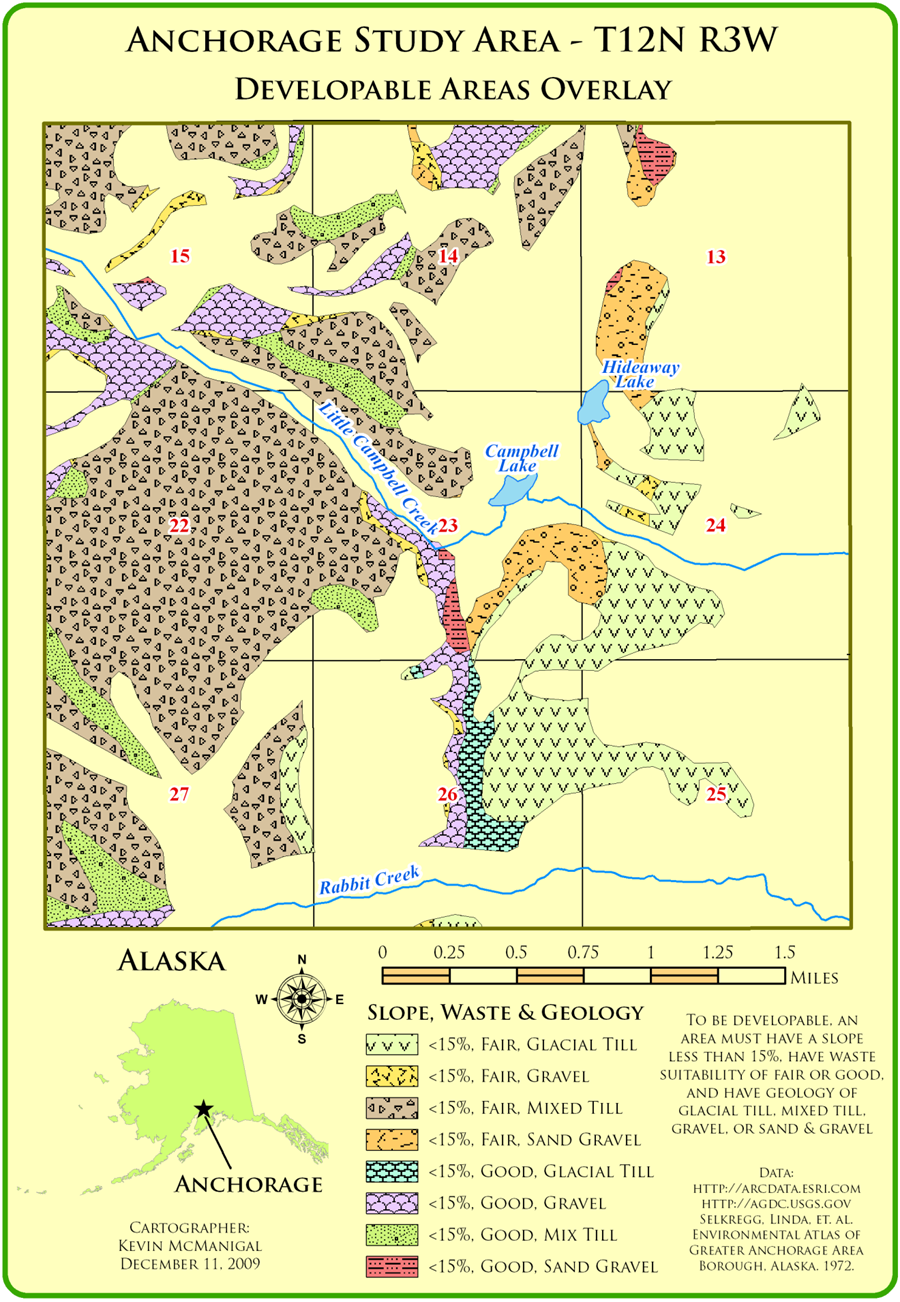 Anchorage Study Area - T12N R3W
Developable Areas Overlay
15
14
13
Hideaway
Lake
Little Campbell Creek
Campbell
Lake
22
23
24
27
26
25
Rabbit Creek
Alaska
N
W
E
S
Anchorage
Cartographer:
Kevin McManigal
December 11, 2009
0
0.25
0.5
0.75
1
1.25
1.5
Miles
Slope, Waste & Geology
<15%, Fair, Glacial Till
<15%, Fair, Gravel
<15%, Fair, Mixed Till
<15%, Fair, Sand Gravel
<15%, Good, Glacial Till
<15%, Good, Gravel
<15%, Good, Mix Till
<15%, Good, Sand Gravel
To be developable, an
area must have a slope
less than 15%, have waste
suitability of fair or good,
and have geology of
glacial till, mixed till,
gravel, or sand & gravel
Data:
http://arcdata.esri.com
http://agdc.usgs.gov
Selkregg, Linda, et. al.
Environmental Atlas of
Greater Anchorage Area
Borough, Alaska. 1972.